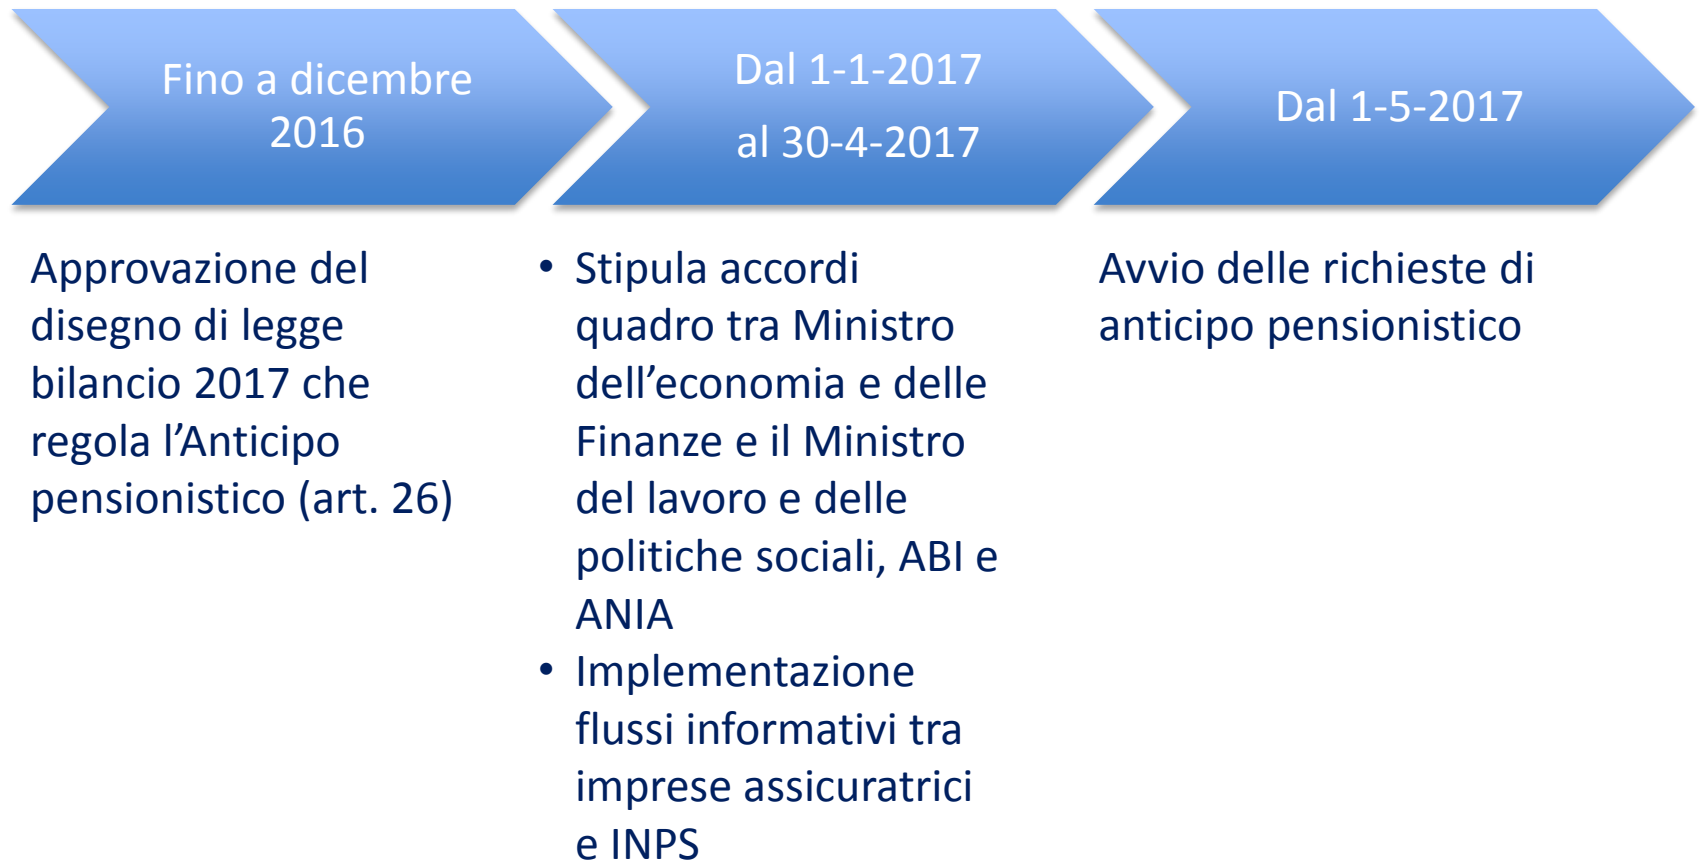 Fino a dicembre
2016
Dal 1-1-2017
al 30-4-2017
Dal 1-5-2017
Approvazione del
disegno di legge
bilancio 2017 che
regola l’Anticipo
pensionistico (art. 26)
• Stipula accordi
quadro tra Ministro
dell’economia e delle
Finanze e il Ministro
del lavoro e delle
politiche sociali, ABI e
ANIA
• Implementazione
flussi informativi tra
imprese assicuratrici
e INPS
Avvio delle richieste di
anticipo pensionistico